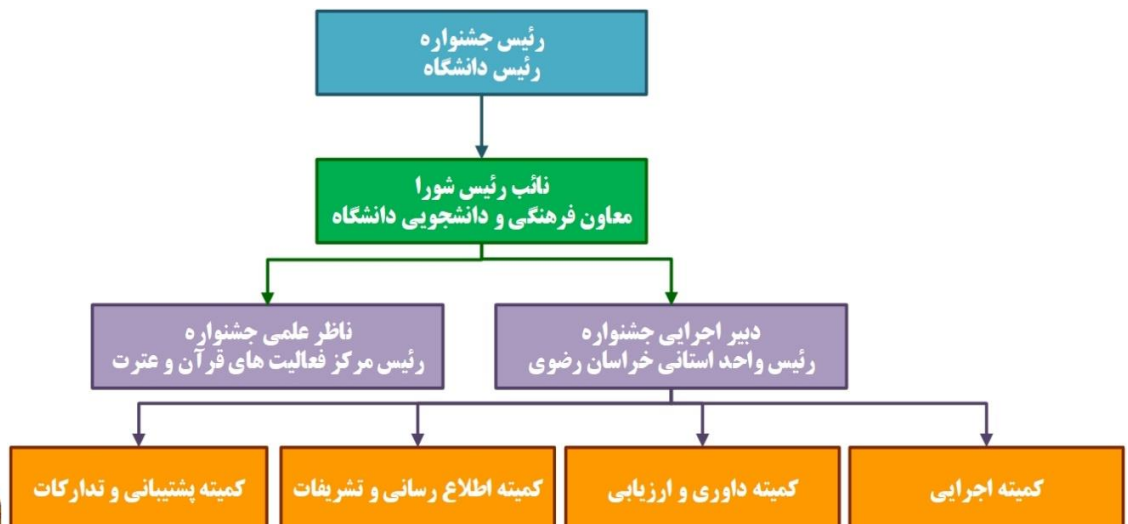 رئیس جشنواره
رئیس دانشگاه
نائب رئیس شورا
معاون فرهنگی و دانشجویی دانشگاه
دبیر اجرایی جشنواره
رئیس واحد استانی خراسان رضوی
ناظر علمی جشنواره
رئیس مرکز فعالیت های قرآن و عترت
کمیته اجرایی
کمیته داوری و ارزیابی
کمیته اطلاع رسانی و تشریفات
کمیته پشتیبانی و تدارکات